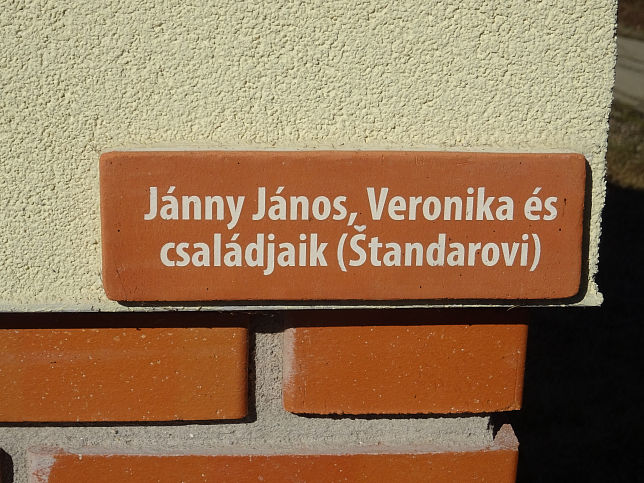 Jánny János, Veronika és
családjaik (Štandarovi)